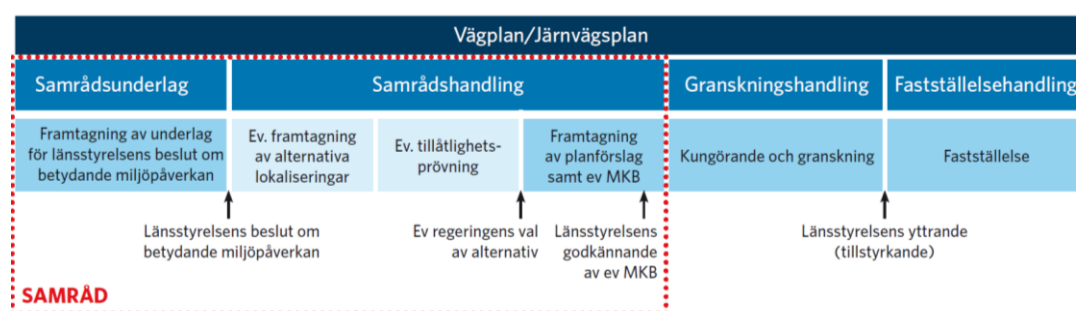 Vägplan/Järnvägsplan
Samrådsunderlag
Samrådshandling
Granskningshandling
Fastställelsehandling
Framtagning av underlag
för länsstyrelsens beslut om
betydande miljöpåverkan
Ev. framtagning
av alternativa
lokaliseringar
Ev. tillåtlighets-
prövning
Framtagning
av planförslag
samt ev MKB
Kungörande och granskning
Fastställelse
Länsstyrelsens beslut om
betydande miljöpåverkan
Ev regeringens val
av alternativ
Länsstyrelsens
godkännande
av ev MKB
Länsstyrelsens yttrande
(tillstyrkande)
SAMRÅD